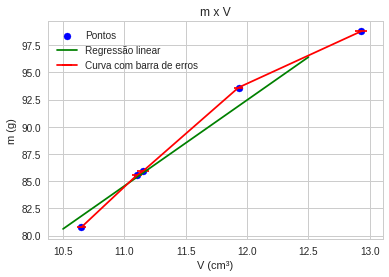 m x V
Pontos
Regressão linear
Curva com barra de erros
97.5
95.0
92.5
90.0
87.5
85.0
82.5
80.0
m (g)
10.5 11.0 11.5 12.0 12.5 13.0
V (cm³)